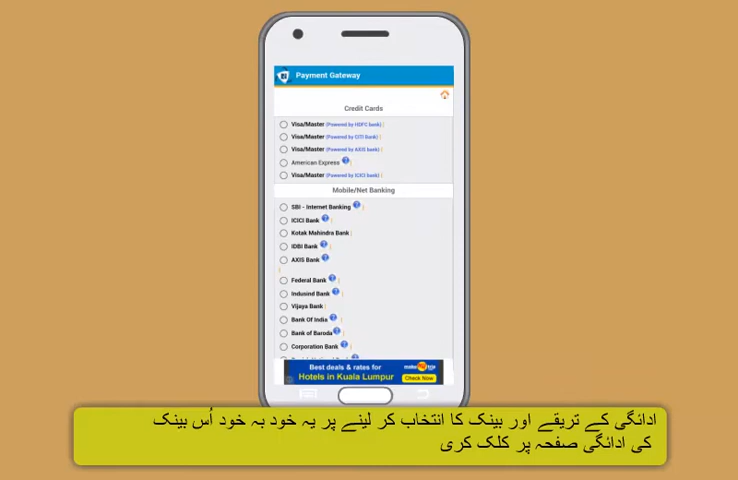 Payment Gateway
Credit Cards
Visa/Master (Powered by HDFC bank) |
Visa/Master (Powered by CITI Bank) |
Visa/Master (Powered by AXIS bank) |
American Express |
Visa/Master (Powered by ICICI bank) |
Mobile/Net Banking
SBI - Internet Banking |
ICICI Bank |
Kotak Mahindra Bank |
IDBI Bank |
AXIS Bank
|
Federal Bank |
Indusind Bank |
Vijaya Bank |
Bank Of India |
Bank of Baroda |
Corporation Bank |
Best deals & rates for
Hotels in Kuala Lumpur
make my trip
Check Now
ادائگی کے تریقے اور بینک کا انتخاب کر لینے پر یہ خود بہ خود اُس بینک
کی ادائگی صفحہ پر کلک کری